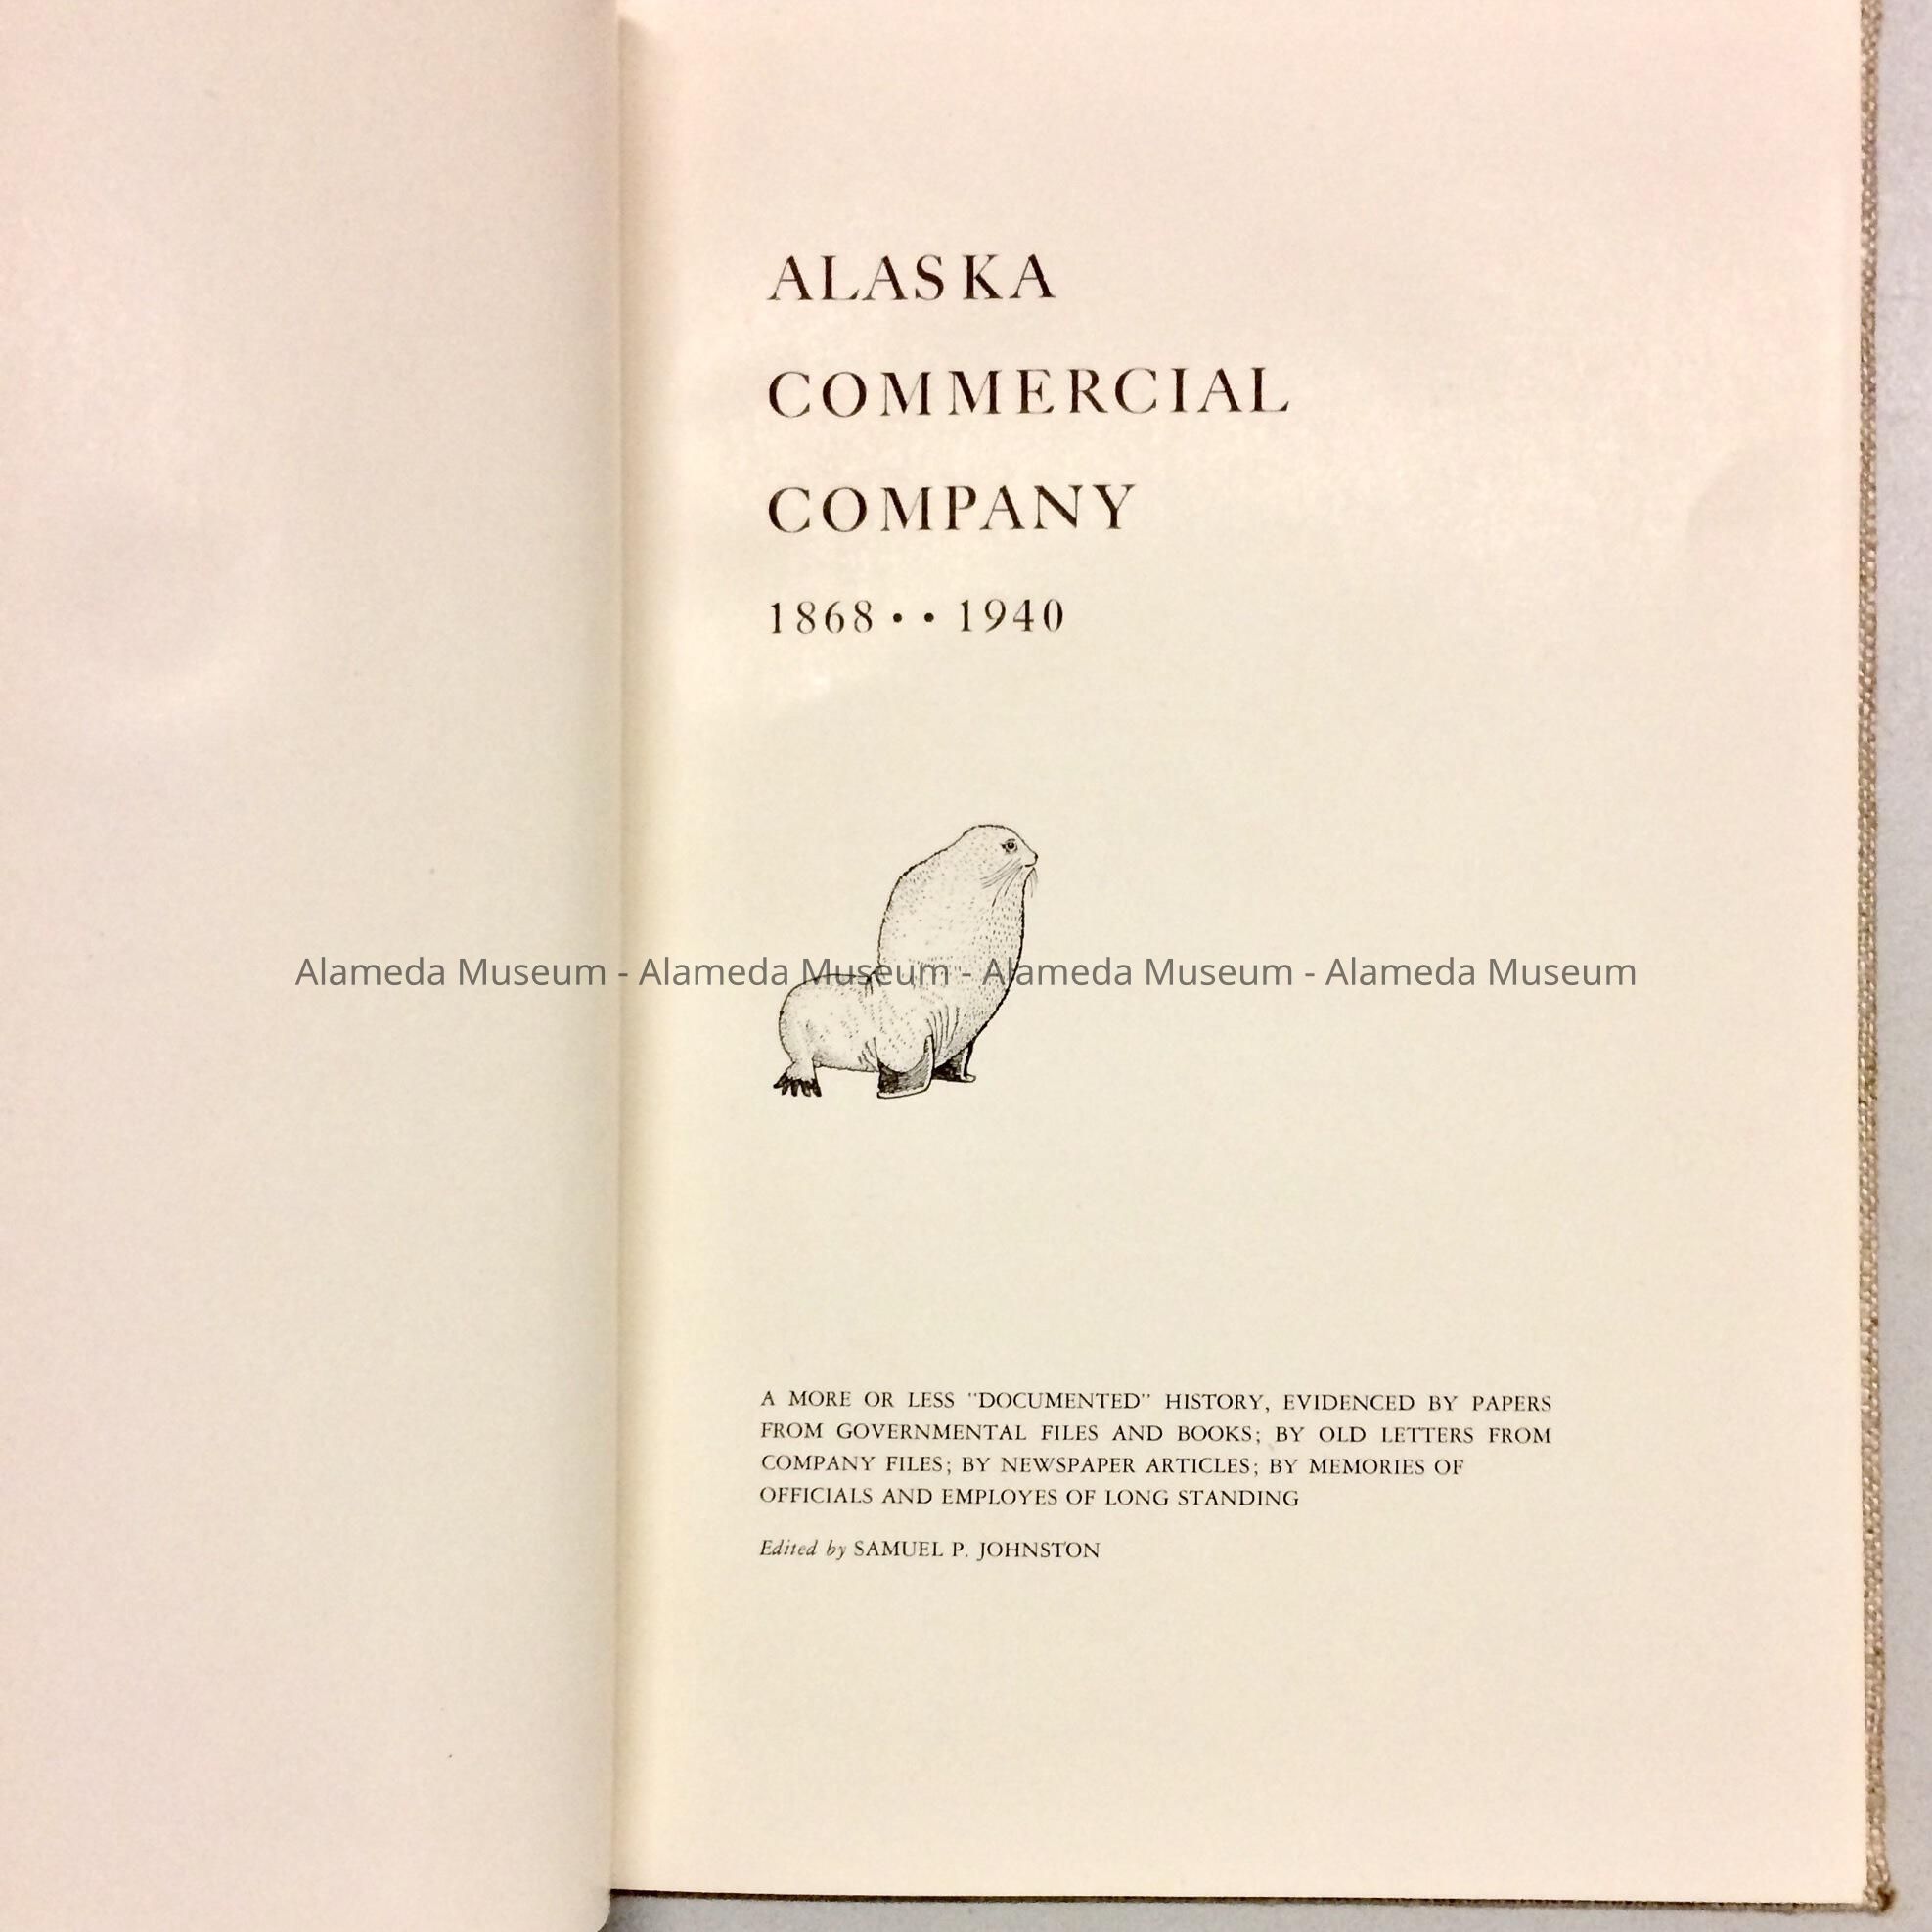 ALASKA
COMMERCIAL
COMPANY
1868 • • 1940
Alameda Museum - Alameda Museum - Alameda Museum - Alameda Museum
A MORE OR LESS "DOCUMENTED" HISTORY, EVIDENCED BY PAPERS
FROM GOVERNMENTAL FILES AND BOOKS; BY OLD LETTERS FROM
COMPANY FILES; BY NEWSPAPER ARTICLES; BY MEMORIES OF
OFFICIALS AND EMPLOYES OF LONG STANDING
Edited by SAMUEL P. JOHNSTON